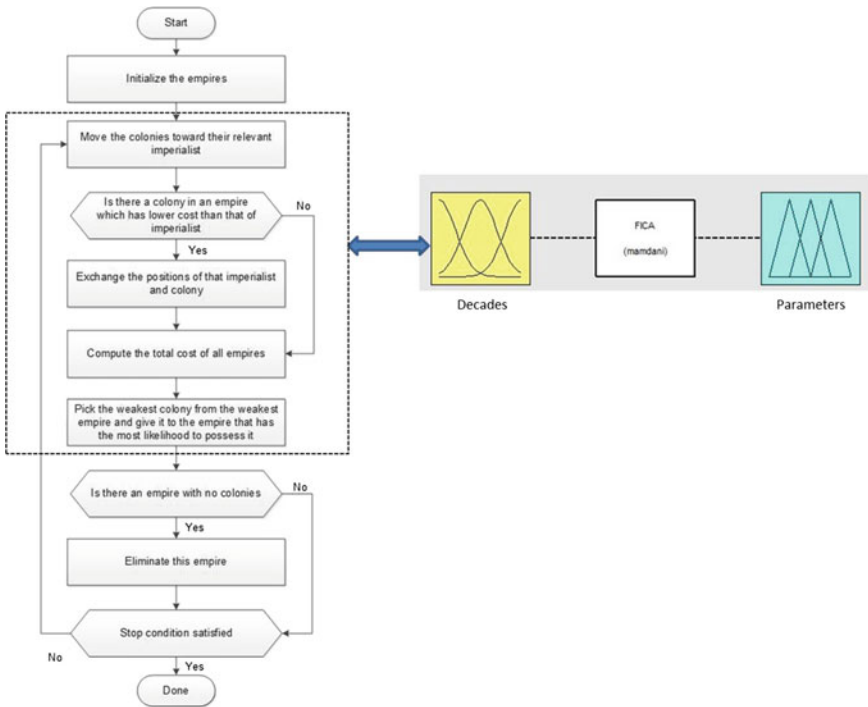 Start
Initialize the empires
Move the colonies toward their relevant
imperialist
Is there a colony in an empire
which has lower cost than that of
imperialist
No
Yes
Exchange the positions of that imperialist
and colony
Compute the total cost of all empires
Pick the weakest colony from the weakest
empire and give it to the empire that has
the most likelihood to possess it
Is there an empire with no colonies
No
Yes
Eliminate this empire
Stop condition satisfied
No
Yes
Done
FICA
(mamdani)
Decades
Parameters